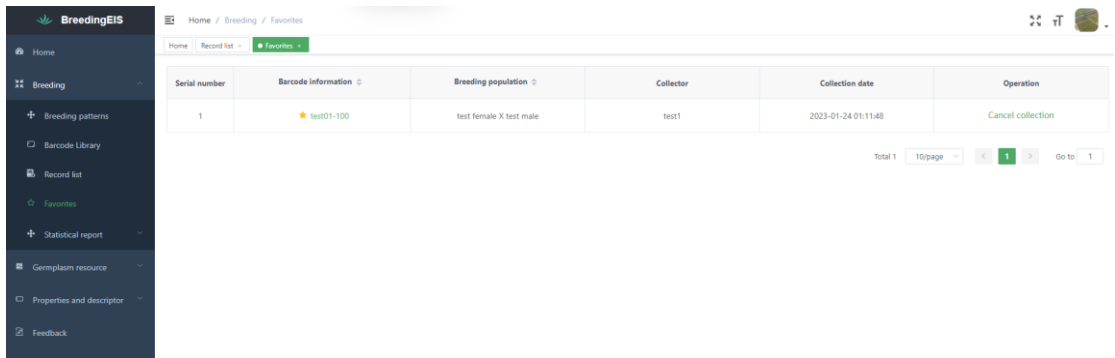 BreedingEIS
Home / Breeding / Favorites
Home Record list × Favorites ×
Home
Breeding
Breeding patterns
Barcode Library
Record list
Favorites
Statistical report
Germplasm resource
Properties and descriptor
Feedback
Serial number Barcode information Breeding population Collector Collection date Operation
1 test01-100 test female X test male test1 2023-01-24 01:11:48 Cancel collection
Total 1 10/page < 1 > Go to 1